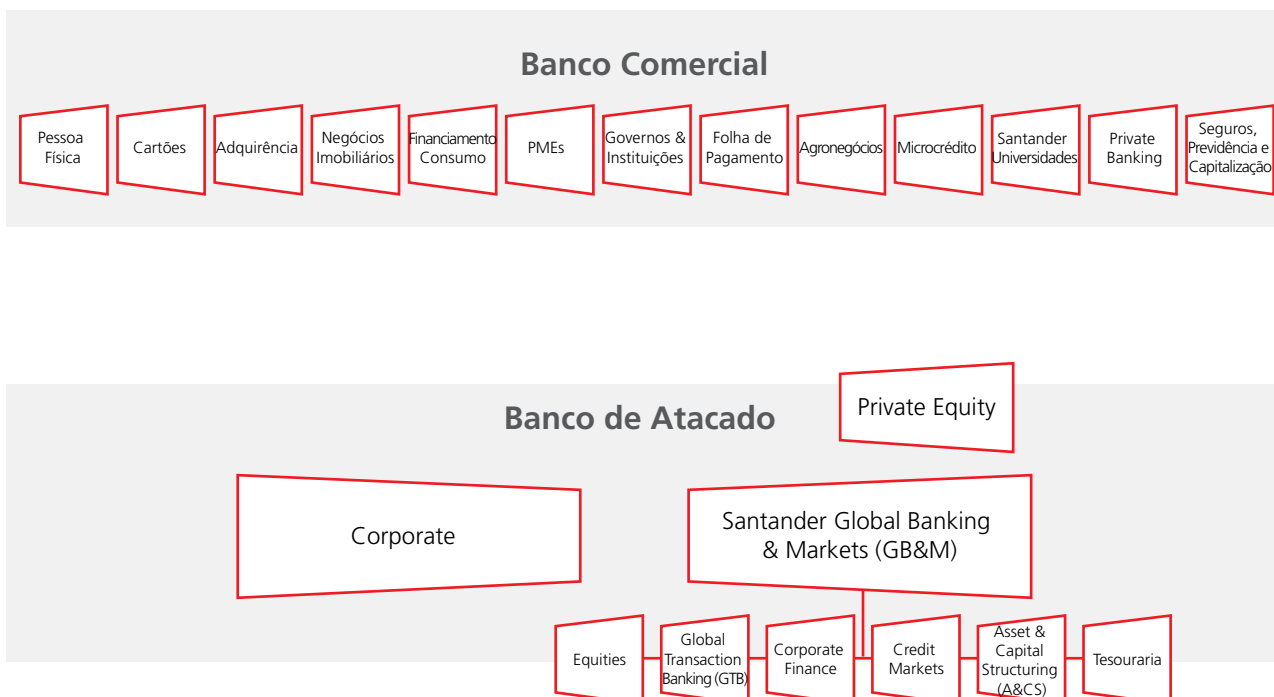 Banco Comercial
Pessoa
Física
Cartões
Adquirência
Negócios
Imobiliários
Financiamento
Consumo
PMEs
Governos &
Instituições
Folha de
Pagamento
Agronegócios
Microcrédito
Santander
Universidades
Private
Banking
Seguros,
Previdência e
Capitalização
Private Equity
Banco de Atacado
Corporate
Santander Global Banking
& Markets (GB&M)
Equities
Global
Transaction
Banking (GTB)
Corporate
Finance
Credit
Markets
Asset &
Capital
Structuring
(A&CS)
Tesouraria